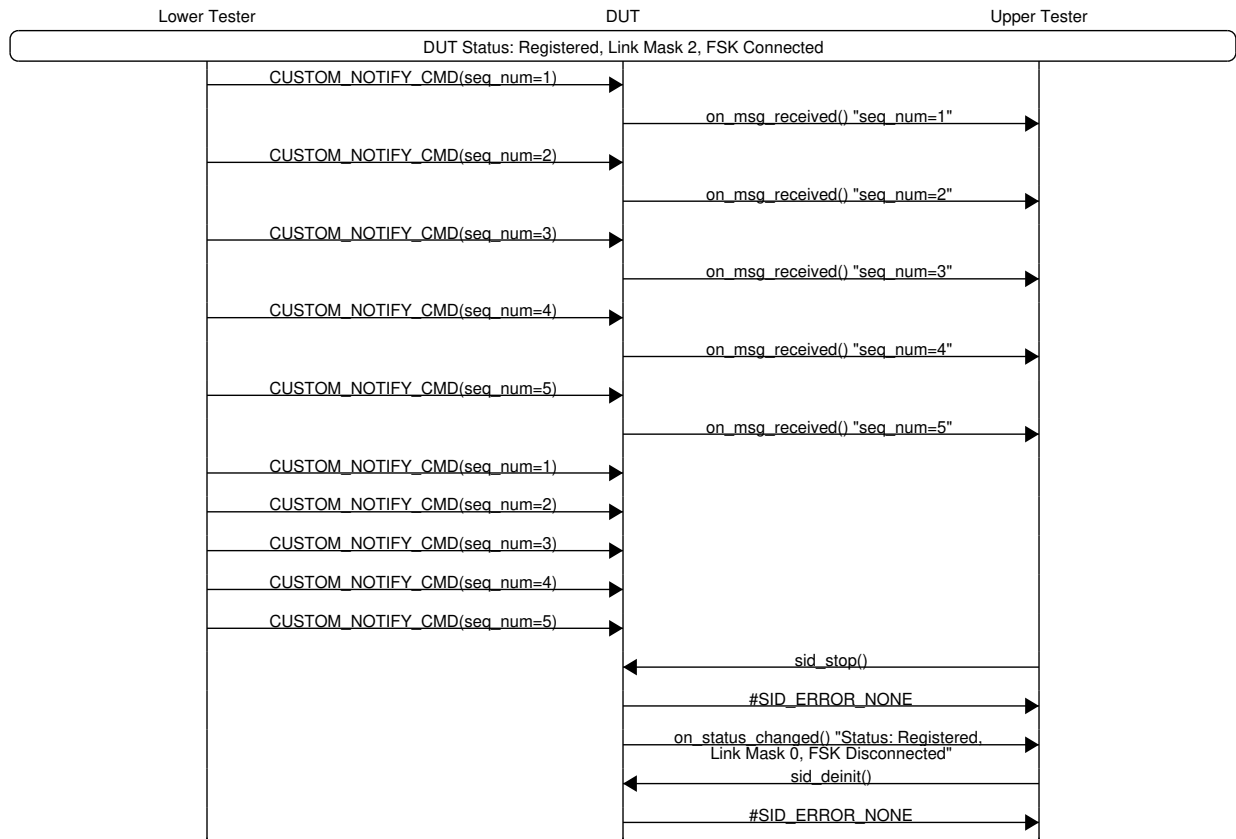 Lower Tester DUT Upper Tester
DUT Status: Registered, Link Mask 2, FSK Connected
CUSTOM_NOTIFY_CMD(seq_num=1)
on_msg_received() "seq_num=1"
CUSTOM_NOTIFY_CMD(seq_num=2)
on_msg_received() "seq_num=2"
CUSTOM_NOTIFY_CMD(seq_num=3)
on_msg_received() "seq_num=3"
CUSTOM_NOTIFY_CMD(seq_num=4)
on_msg_received() "seq_num=4"
CUSTOM_NOTIFY_CMD(seq_num=5)
on_msg_received() "seq_num=5"
CUSTOM_NOTIFY_CMD(seq_num=1)
CUSTOM_NOTIFY_CMD(seq_num=2)
CUSTOM_NOTIFY_CMD(seq_num=3)
CUSTOM_NOTIFY_CMD(seq_num=4)
CUSTOM_NOTIFY_CMD(seq_num=5)
sid_stop()
#SID_ERROR_NONE
on_status_changed() "Status: Registered,
Link Mask 0, FSK Disconnected"
sid_deinit()
#SID_ERROR_NONE